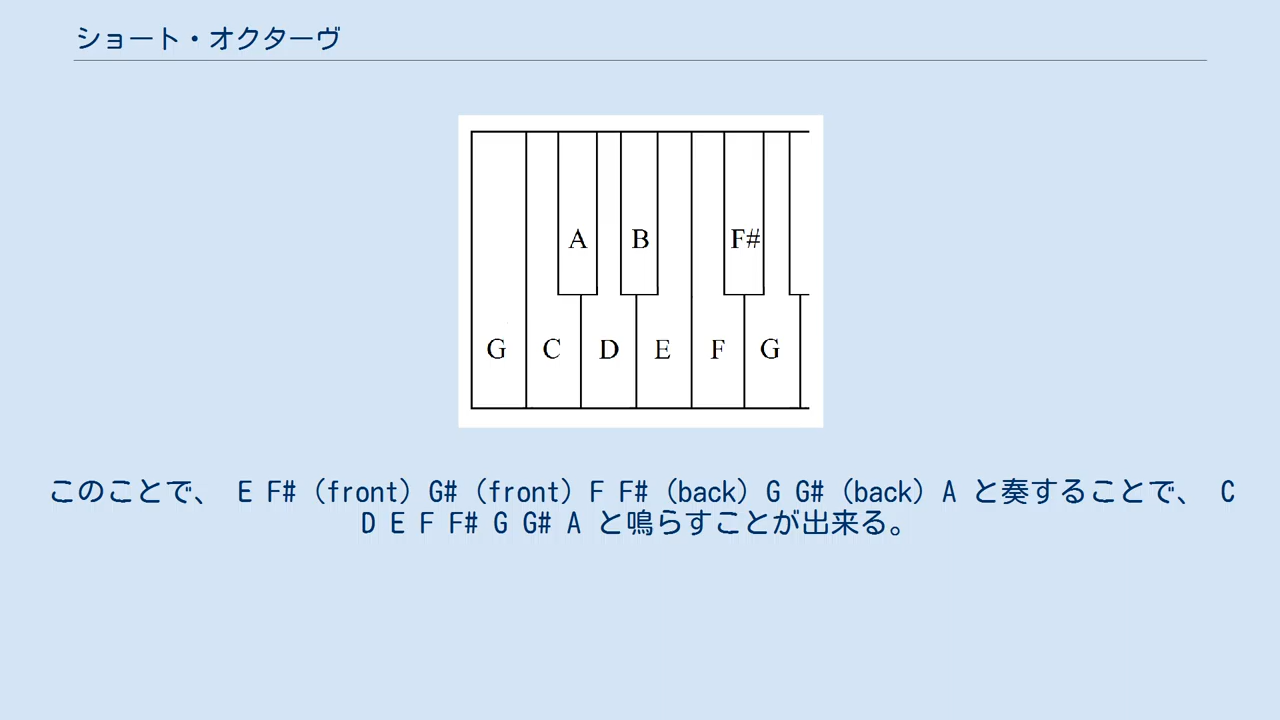 ショート・オクターヴ
A B F#
G C D E F G
このことで、 E F# (front) G# (front) F F# (back) G G# (back) A と奏することで、 C
D E F F# G G# A と鳴らすことが出来る。